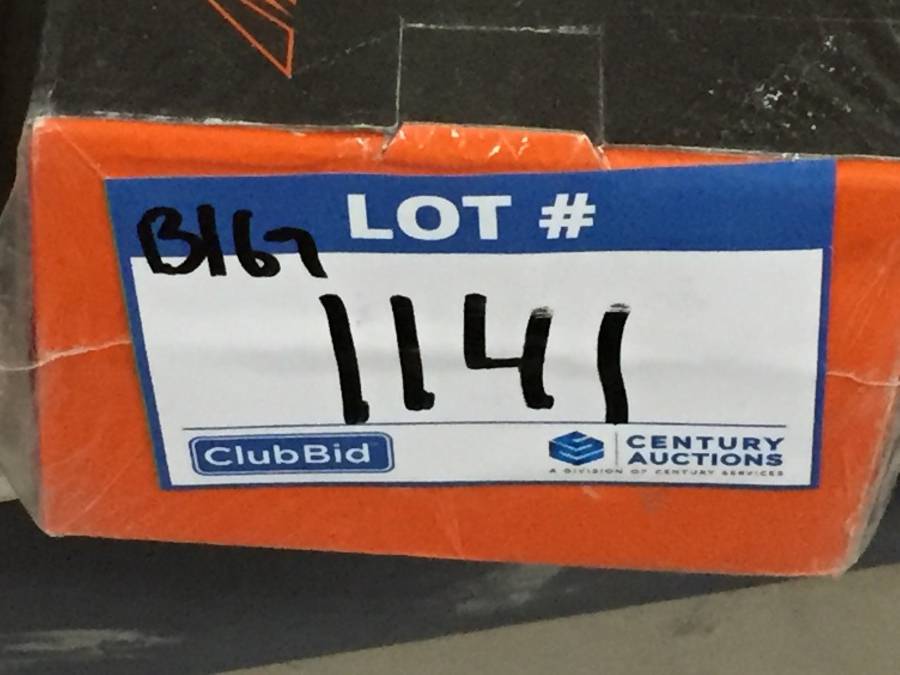 LOT #
B167
1141
ClubBid
CENTURY
AUCTIONS
A DIVISION OF CENTURY SERVICES